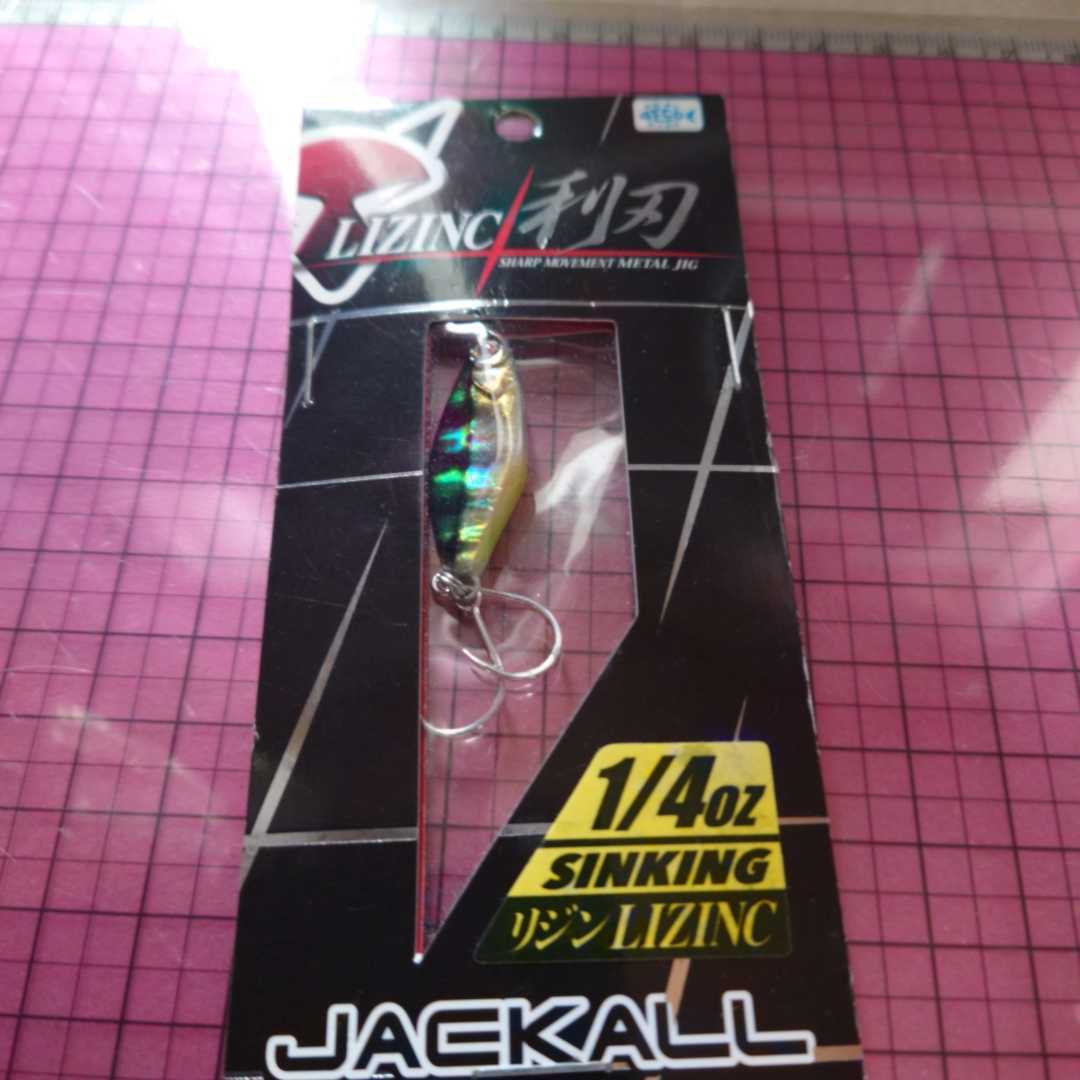 LIZINC 利刃
SHARP MOVEMENT METAL JIG
1/4OZ
SINKING
リジン LIZINC
JACKALL